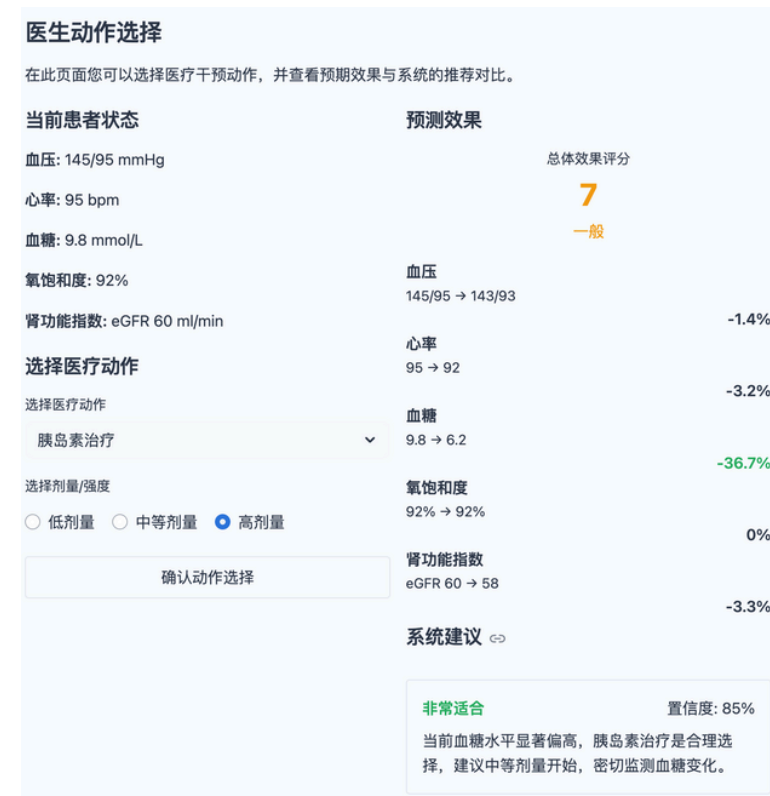 医生动作选择
在此页面您可以选择医疗干预动作，并查看预期效果与系统的推荐对比。
当前患者状态
血压: 145/95 mmHg
心率: 95 bpm
血糖: 9.8 mmol/L
氧饱和度: 92%
肾功能指数: eGFR 60 ml/min
选择医疗动作
选择医疗动作
胰岛素治疗
选择剂量/强度
低剂量 中等剂量 高剂量
确认动作选择
预测效果
总体效果评分
7
一般
血压
145/95 → 143/93
-1.4%
心率
95 → 92
-3.2%
血糖
9.8 → 6.2
-36.7%
氧饱和度
92% → 92%
0%
肾功能指数
eGFR 60 → 58
-3.3%
系统建议
非常适合 置信度: 85%
当前血糖水平显著偏高，胰岛素治疗是合理选
择，建议中等剂量开始，密切监测血糖变化。